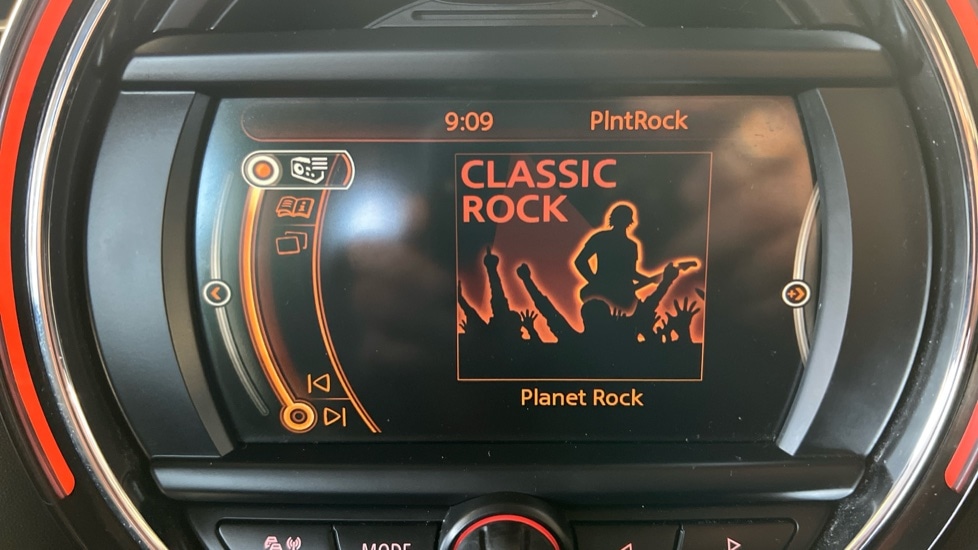 9:09 PlntRock
CLASSIC
ROCK
Planet Rock
MODE